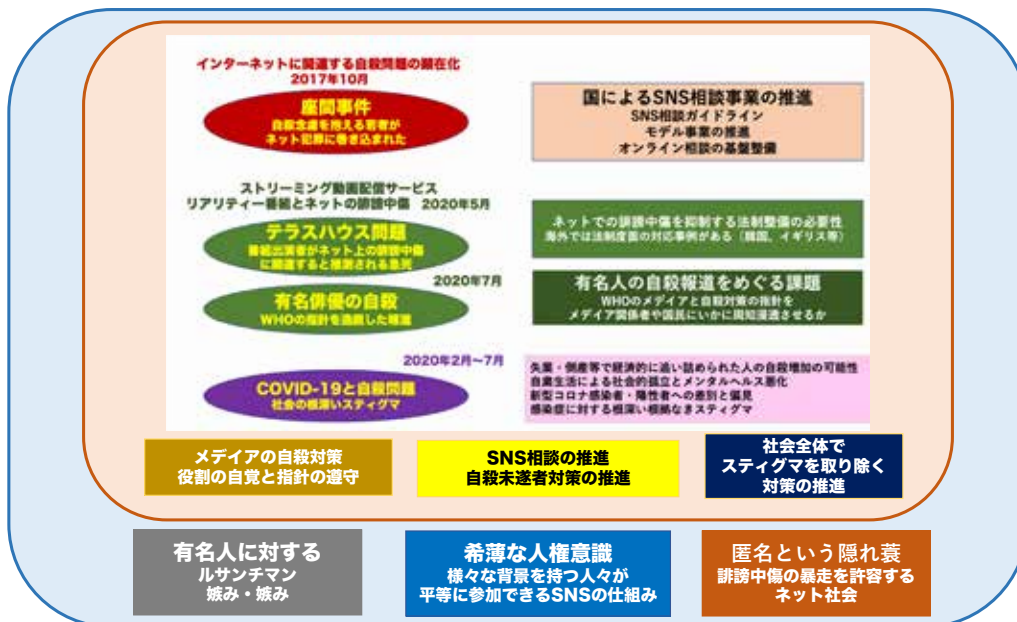 インターネットに関連する自殺問題の顕在化
2017年10月
座間事件
自殺念慮を抱える若者が
ネット犯罪に巻き込まれた
国によるSNS相談事業の推進
SNS相談ガイドライン
モデル事業の推進
オンライン相談の基盤整備
ストリーミング動画配信サービス
リアリティー番組とネットの誹謗中傷 2020年5月
テラスハウス問題
番組出演者がネット上の誹謗中傷
に関連すると推測される急死
ネットでの誹謗中傷を抑制する法制整備の必要性
海外では法制度面の対応事例がある（韓国、イギリス等）
2020年7月
有名俳優の自殺
WHOの指針を逸脱した報道
有名人の自殺報道をめぐる課題
WHOのメディアと自殺対策の指針を
メディア関係者や国民にいかに周知浸透させるか
2020年2月〜7月
COVID-19と自殺問題
社会の根深いスティグマ
失業・倒産等で経済的に追い詰められた人の自殺増加の可能性
自粛生活による社会的孤立とメンタルヘルス悪化
新型コロナ感染者・陽性者への差別と偏見
感染症に対する根深い根拠なきスティグマ
メデイアの自殺対策
役割の自覚と指針の遵守
SNS相談の推進
自殺未遂者対策の推進
社会全体で
スティグマを取り除く
対策の推進
有名人に対する
ルサンチマン
嫉み・嫉み
希薄な人権意識
様々な背景を持つ人々が
平等に参加できるSNSの仕組み
匿名という隠れ蓑
誹謗中傷の暴走を許容する
ネット社会